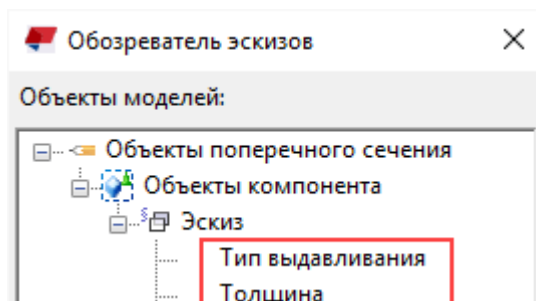 Обозреватель эскизов
Объекты моделей:
Объекты поперечного сечения
Объекты компонента
Эскиз
Тип выдавливания
Толщина